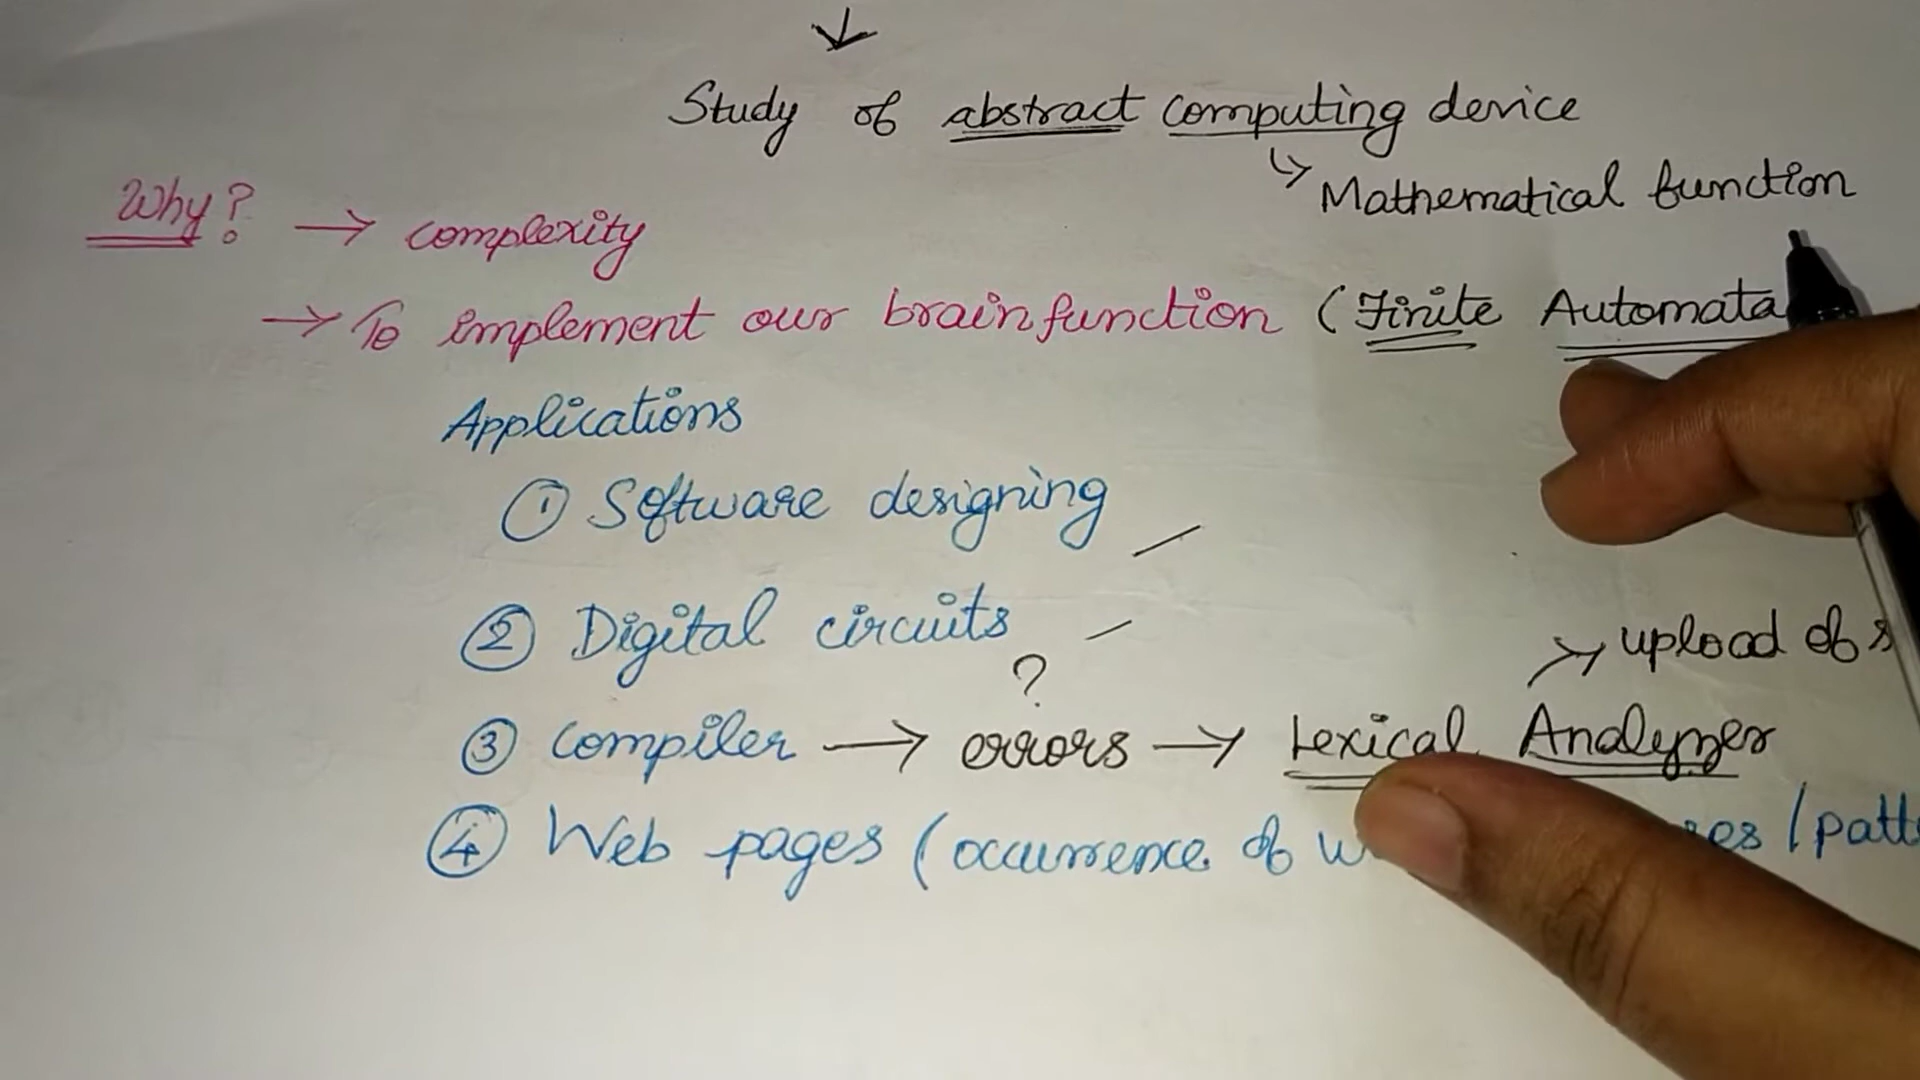 Study of abstract computing device
↳ Mathematical function
Why? → complexity
→ To implement our brain function (Finite Automata
Applications
① Software designing
② Digital circuits
→ upload of
?
③ compiler → errors → Lexical Analyzer
④ Web pages (occurrence of